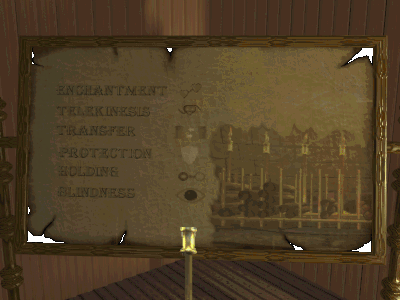 ENCHANTMENT
TELEKINESIS
TRANSFER
PROTECTION
HOLDING
BLINDNESS